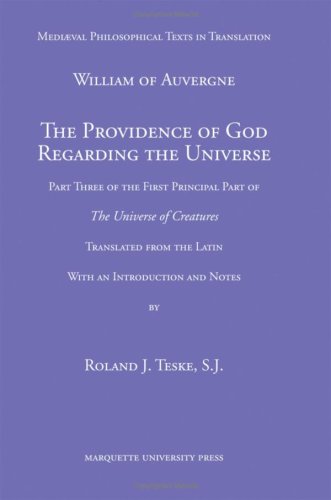 Mediæval Philosophical Texts in Translation
William of Auvergne
The Providence of God
Regarding the Universe
Part Three of the First Principal Part of
The Universe of Creatures
Translated from the Latin
With an Introduction and Notes
by
Roland J. Teske, S.J.
Marquette University Press